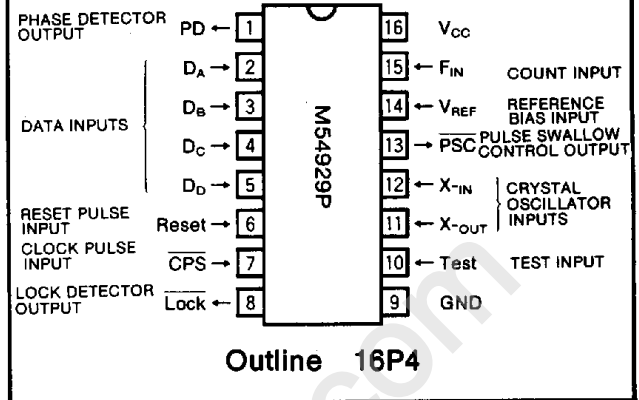 PHASE DETECTOR
OUTPUT
PD
1
16
VCC
DA
2
15
FIN
COUNT INPUT
DATA INPUTS
DB
3
14
VREF
REFERENCE
BIAS INPUT
DC
4
13
PSC
PULSE SWALLOW
CONTROL OUTPUT
DD
5
12
X-IN
CRYSTAL
OSCILLATOR
INPUTS
RESET PULSE
INPUT
Reset
6
11
X-OUT
CLOCK PULSE
INPUT
CPS
7
10
Test
TEST INPUT
LOCK DETECTOR
OUTPUT
Lock
8
9
GND
M54929P
Outline 16P4
.com